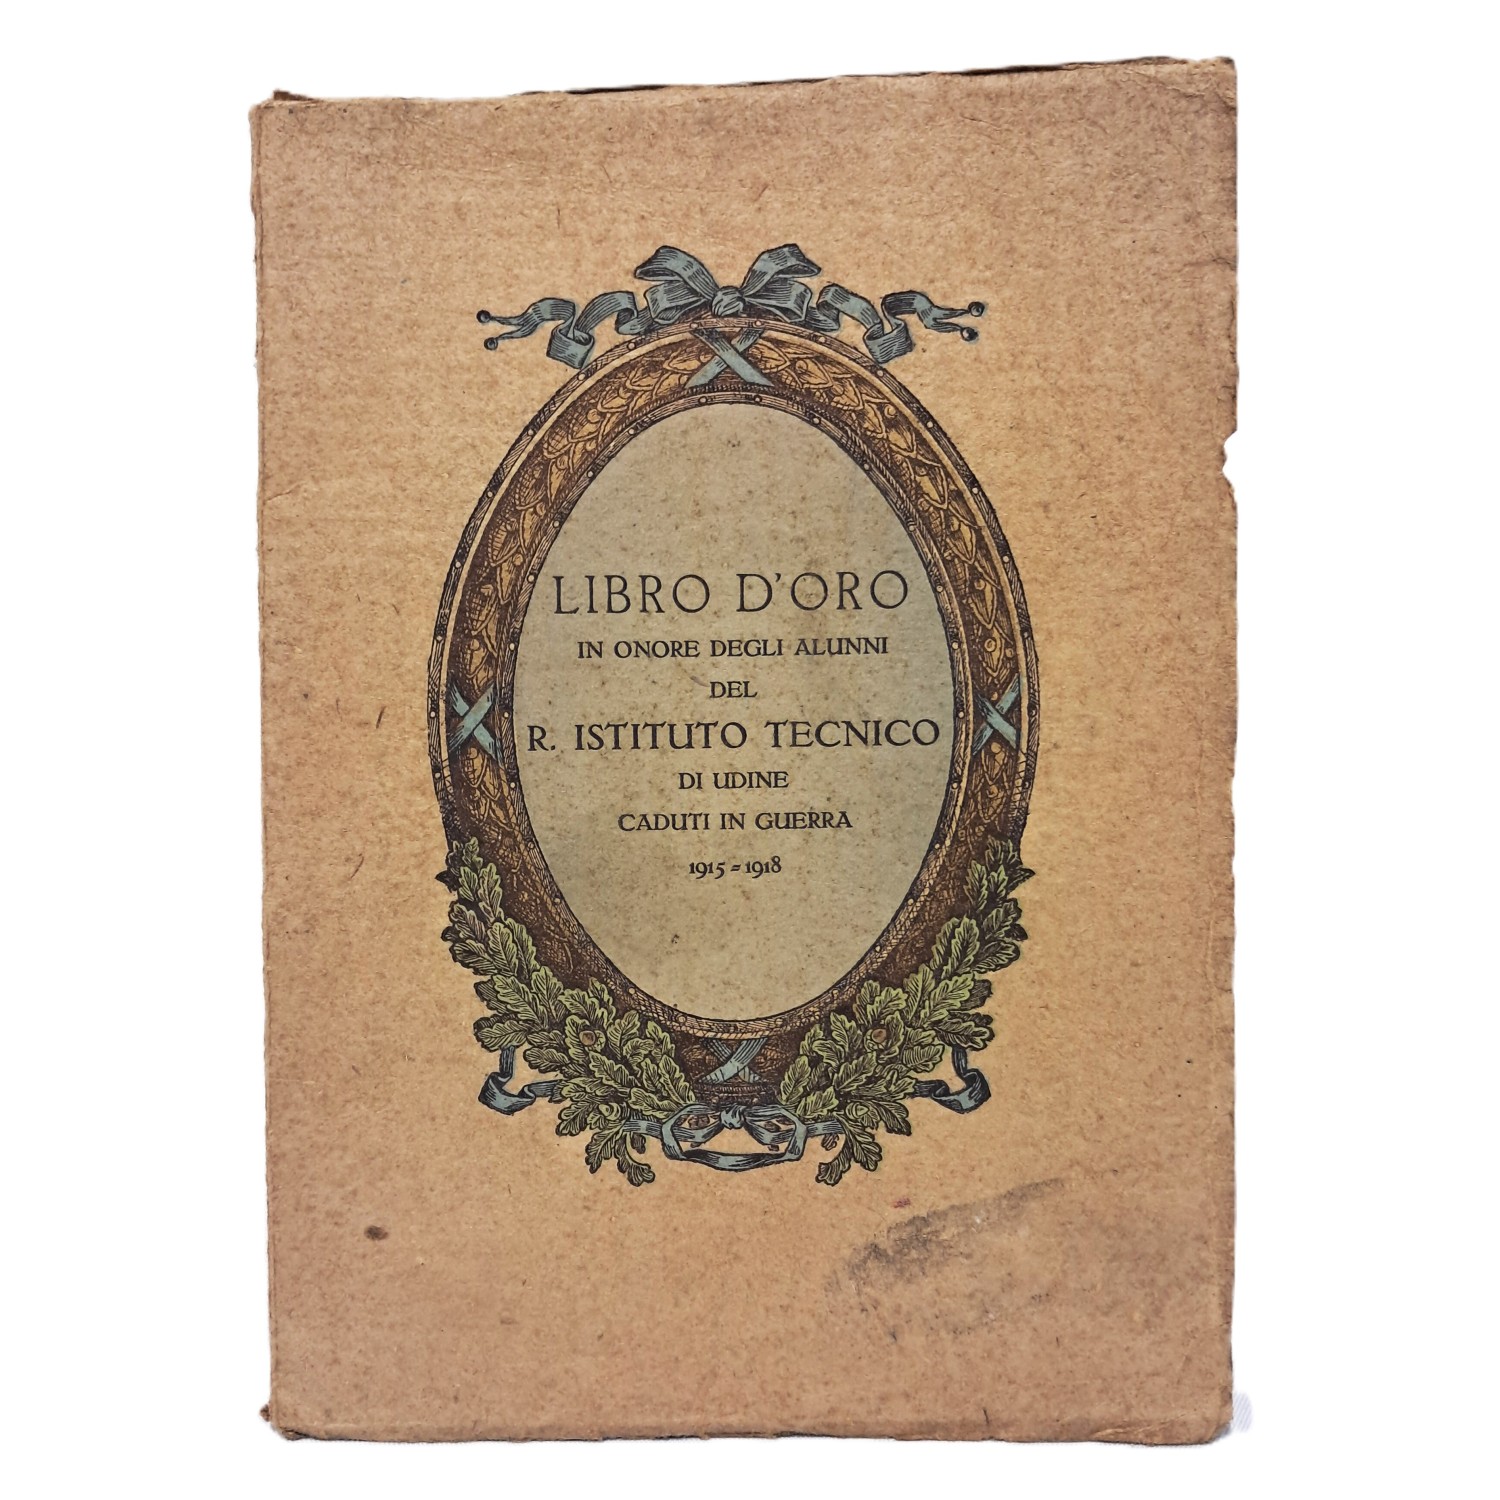 LIBRO D'ORO
IN ONORE DEGLI ALUNNI
DEL
R. ISTITUTO TECNICO
DI UDINE
CADUTI IN GUERRA
1915=1918